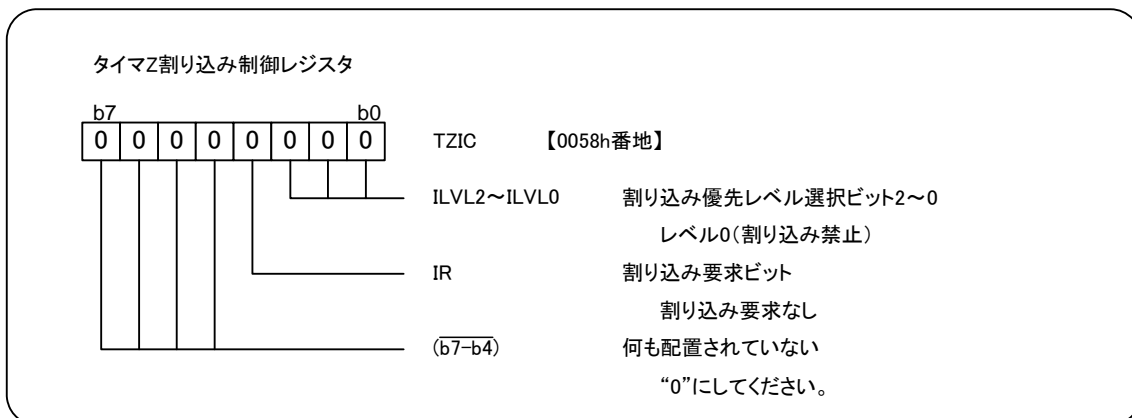 タイマZ割り込み制御レジスタ
b7 b0
0 0 0 0 0 0 0 0 TZIC 【0058h番地】
ILVL2～ILVL0 割り込み優先レベル選択ビット2～0
レベル0（割り込み禁止）
IR 割り込み要求ビット
割り込み要求なし
(b7-b4) 何も配置されていない
“0”にしてください。